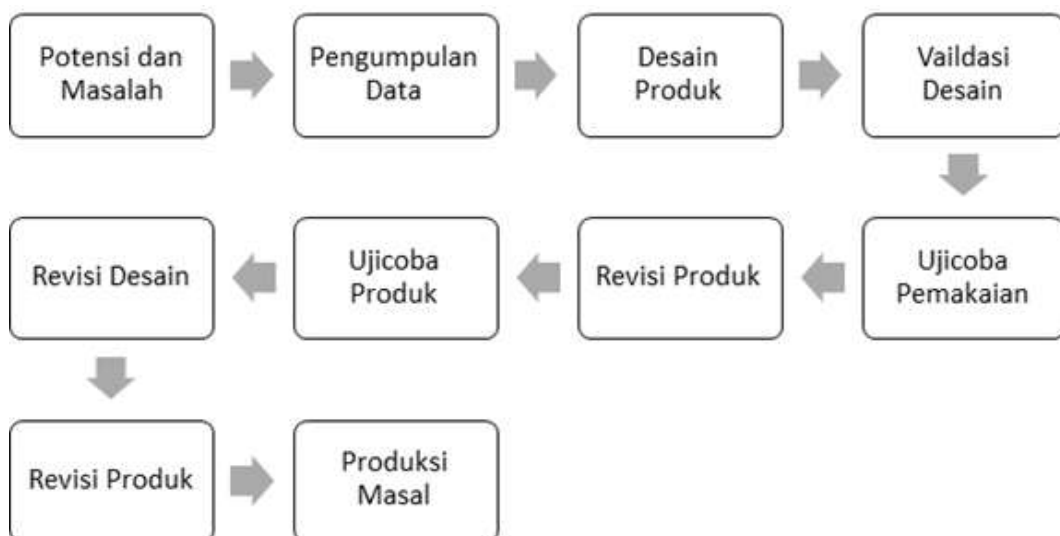 Potensi dan
Masalah
Pengumpulan
Data
Desain
Produk
Vaildasi
Desain
Ujicoba
Pemakaian
Revisi Produk
Ujicoba
Produk
Revisi Desain
Revisi Produk
Produksi
Masal